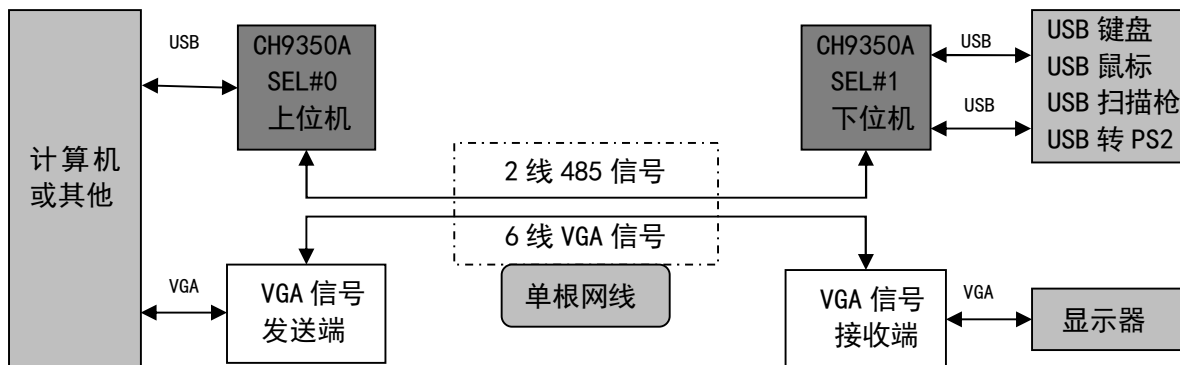 计算机
或其他
USB
CH9350A
SEL#0
上位机
CH9350A
SEL#1
下位机
USB
USB
USB 键盘
USB 鼠标
USB 扫描枪
USB 转 PS2
2 线 485 信号
6 线 VGA 信号
单根网线
VGA
VGA 信号
发送端
VGA 信号
接收端
VGA
显示器